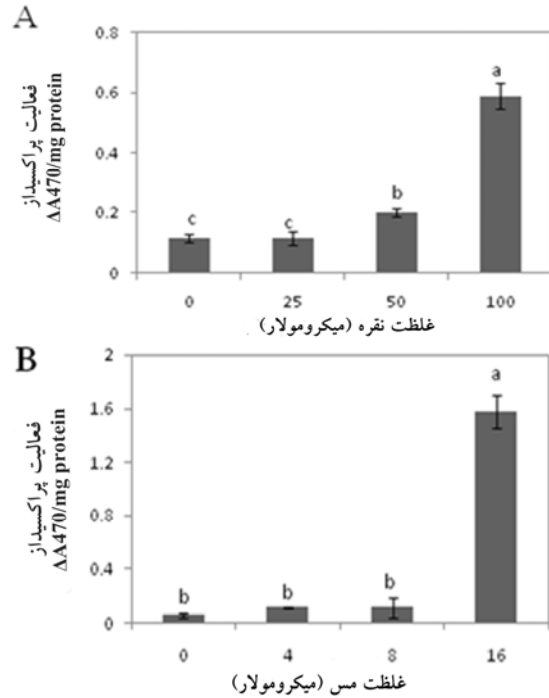 A
فعالیت پراکسیداز
ΔA470/mg protein
0.8
0.6
0.4
0.2
0
c
c
b
a
0 25 50 100
غلظت نقره (میکرومولار)
B
فعالیت پراکسیداز
ΔA470/mg protein
2
1.6
1.2
0.8
0.4
0
b
b
b
a
0 4 8 16
غلظت مس (میکرومولار)